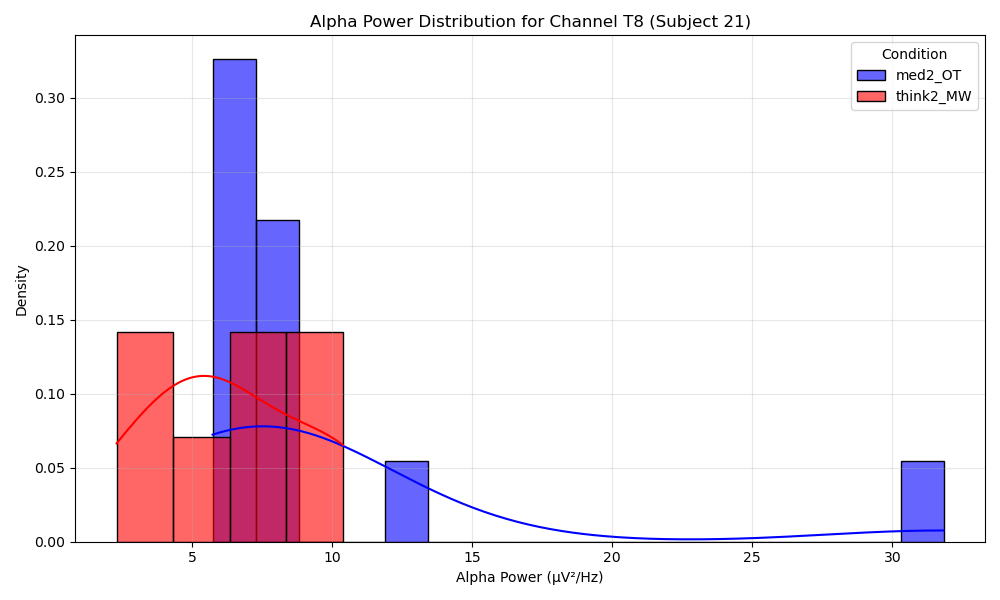 Alpha Power Distribution for Channel T8 (Subject 21)
Condition
med2_OT
think2_MW
Density
0.30
0.25
0.20
0.15
0.10
0.05
0.00
5
10
15
20
25
30
Alpha Power (µV²/Hz)